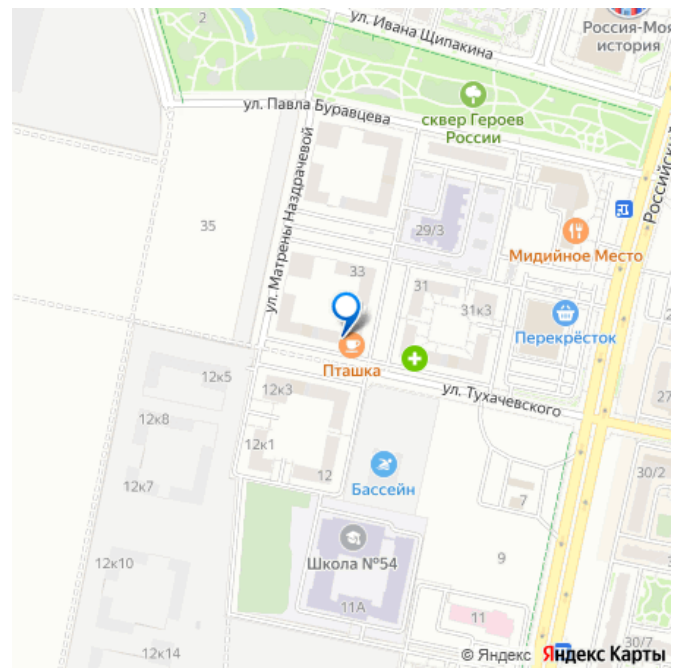 2
ул. Ивана Щипакина
Россия-Моя
история
ул. Павла Буравцева
сквер Героев
России
Российский
ул. Матрены Наздрачевой
35
29/3
Мидийное Место
33
31
31к3
Перекрёсток
Пташка
ул. Тухачевского
12к5
12к3
12к8
12к1
12
12к7
Бассейн
27
30/2
7
9
Школа №54
12к10
11А
11
12к14
30/7
© Яндекс Яндекс Карты